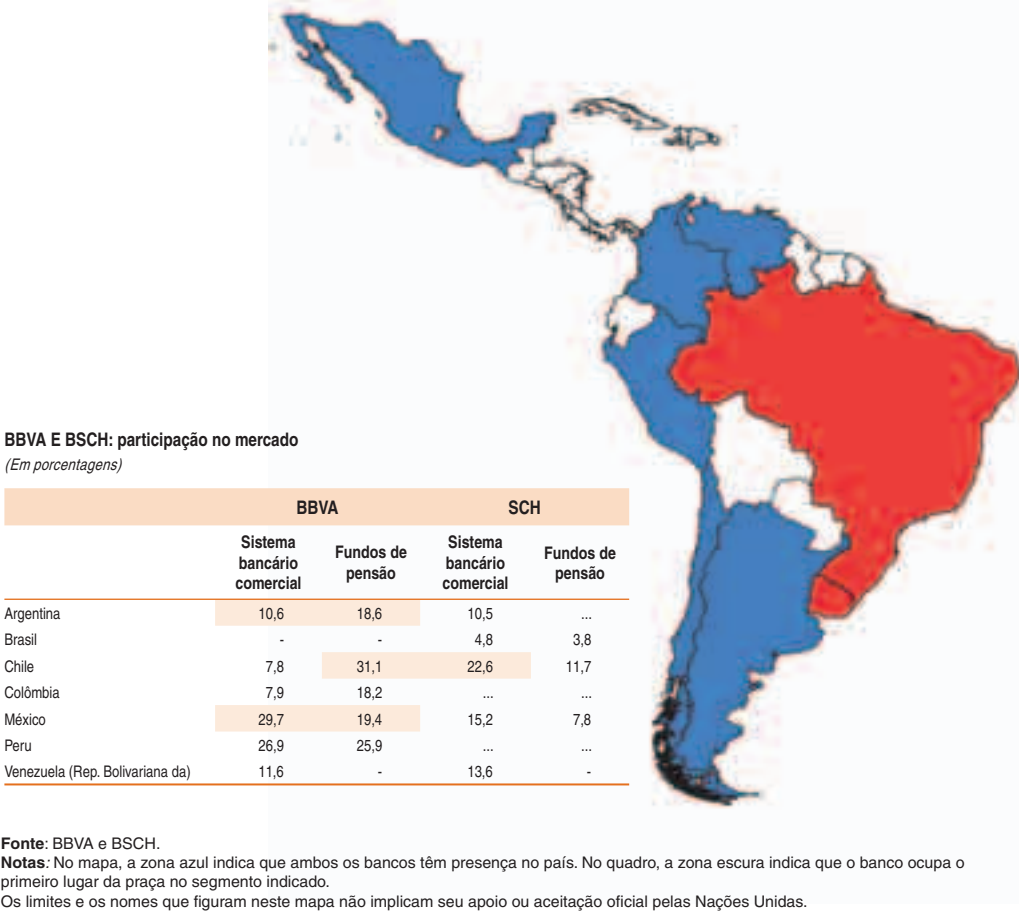 BBVA E BSCH: participação no mercado
(Em porcentagens)
BBVA SCH
Sistema bancário comercial Fundos de pensão Sistema bancário comercial Fundos de pensão
Argentina 10,6 18,6 10,5 ...
Brasil - - 4,8 3,8
Chile 7,8 31,1 22,6 11,7
Colômbia 7,9 18,2 ... ...
México 29,7 19,4 15,2 7,8
Peru 26,9 25,9 ... ...
Venezuela (Rep. Bolivariana da) 11,6 - 13,6 -
Fonte: BBVA e BSCH.
Notas: No mapa, a zona azul indica que ambos os bancos têm presença no país. No quadro, a zona escura indica que o banco ocupa o
primeiro lugar da praça no segmento indicado.
Os limites e os nomes que figuram neste mapa não implicam seu apoio ou aceitação oficial pelas Nações Unidas.